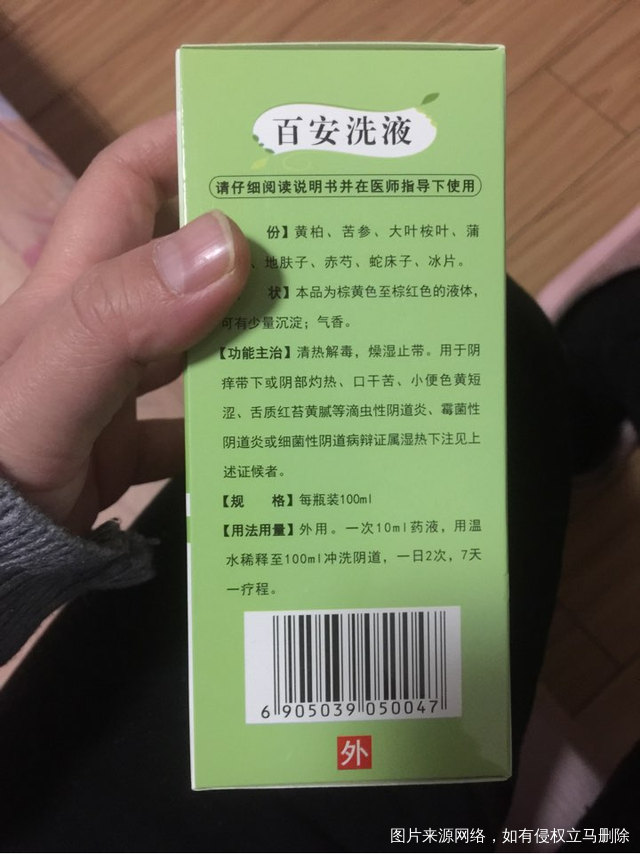 百安洗液
请仔细阅读说明书并在医师指导下使用
份】黄柏、苦参、大叶桉叶、蒲
、地肤子、赤芍、蛇床子、冰片。
状】本品为棕黄色至棕红色的液体，
可有少量沉淀；气香。
【功能主治】清热解毒，燥湿止带。用于阴
痒带下或阴部灼热、口干苦、小便色黄短
涩、舌质红苔黄腻等滴虫性阴道炎、霉菌性
阴道炎或细菌性阴道病辩证属湿热下注见上
述证候者。
【规　格】每瓶装100ml
【用法用量】外用。一次10ml药液，用温
水稀释至100ml冲洗阴道，一日2次，7天
一疗程。
6 905039 050047
外
图片来源网络，如有侵权立马删除